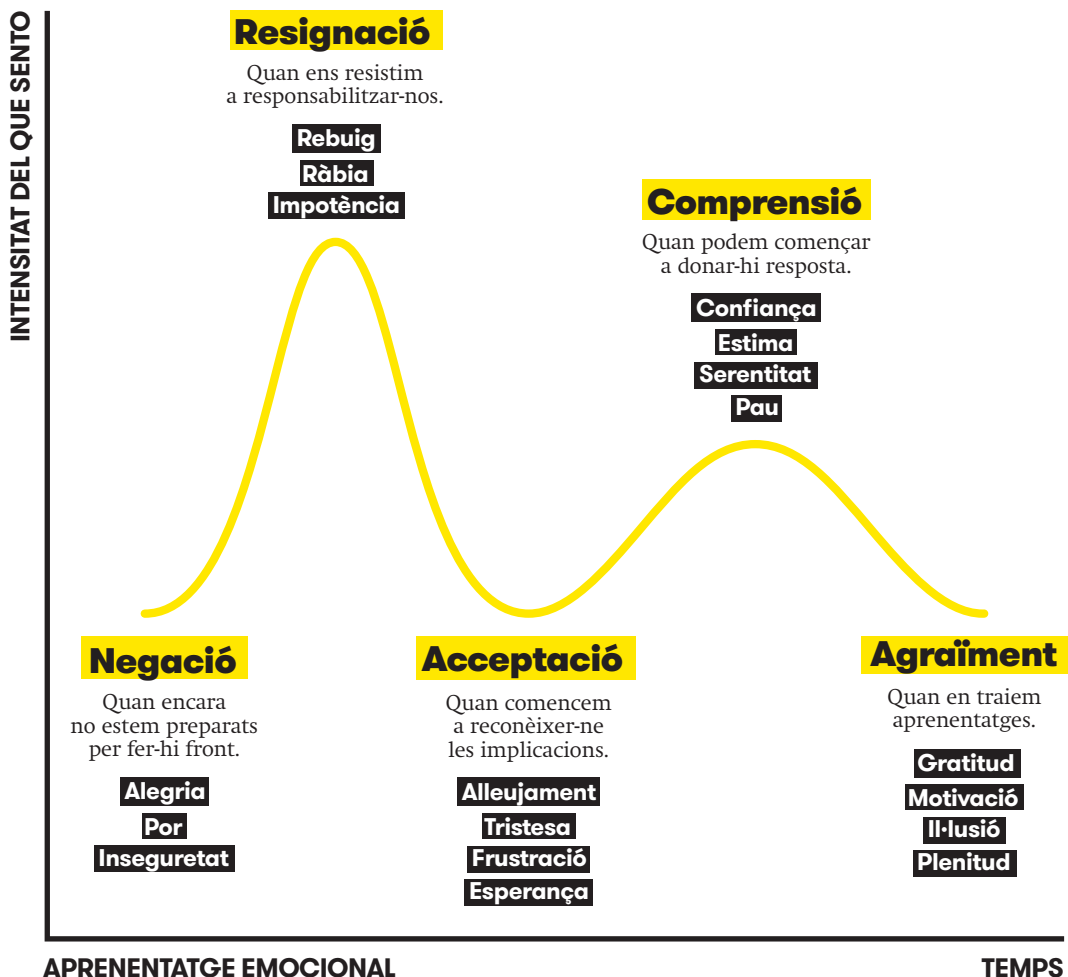 INTENSITAT DEL QUE SENTO
Resignació
Quan ens resistim
a responsabilitzar-nos.
Rebuig
Ràbia
Impotència
Comprensió
Quan podem començar
a donar-hi resposta.
Confiança
Estima
Serentitat
Pau
Negació
Quan encara
no estem preparats
per fer-hi front.
Alegria
Por
Inseguretat
Acceptació
Quan comencem
a reconèixer-ne
les implicacions.
Alleujament
Tristesa
Frustració
Esperança
Agraïment
Quan en traiem
aprenentatges.
Gratitud
Motivació
Il·lusió
Plenitud
APRENENTATGE EMOCIONAL
TEMPS